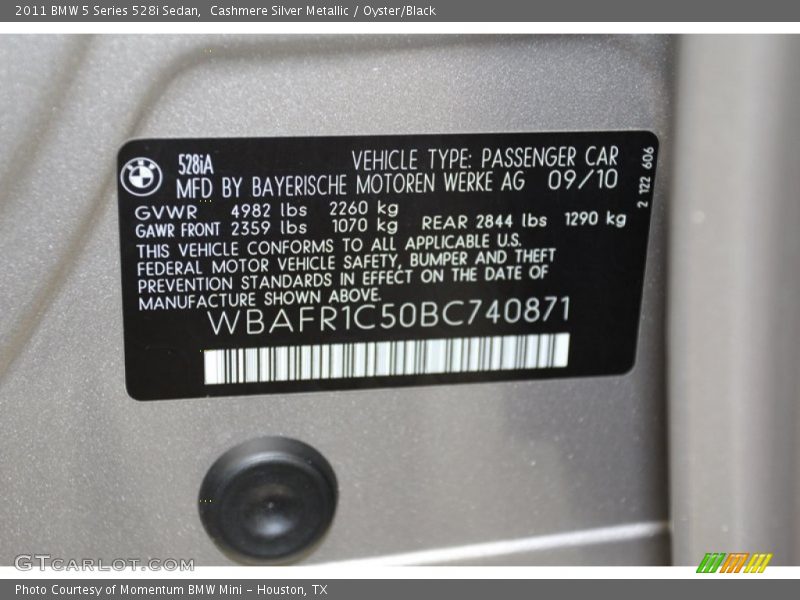 2011 BMW 5 Series 528i Sedan, Cashmere Silver Metallic / Oyster/Black
BMW
528iA VEHICLE TYPE: PASSENGER CAR
MFD BY BAYERISCHE MOTOREN WERKE AG 09/10
2 122 606
GVWR 4982 lbs 2260 kg
GAWR FRONT 2359 lbs 1070 kg REAR 2844 lbs 1290 kg
THIS VEHICLE CONFORMS TO ALL APPLICABLE U.S.
FEDERAL MOTOR VEHICLE SAFETY, BUMPER AND THEFT
PREVENTION STANDARDS IN EFFECT ON THE DATE OF
MANUFACTURE SHOWN ABOVE.
WBAFR1C50BC740871
GTCARLOT.COM
Photo Courtesy of Momentum BMW Mini - Houston, TX